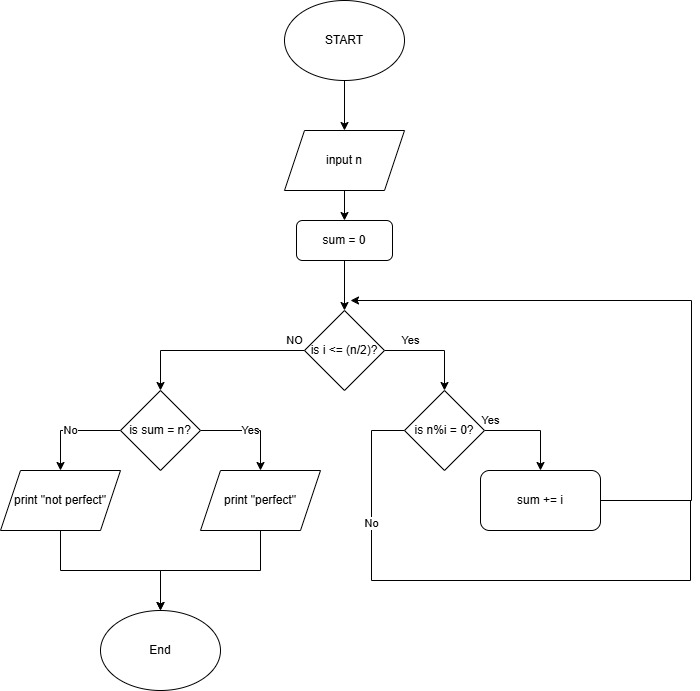 START
input n
sum = 0
is i <= (n/2)?
NO
Yes
is sum = n?
is n%i = 0?
No
Yes
Yes
print "not perfect"
print "perfect"
sum += i
No
End